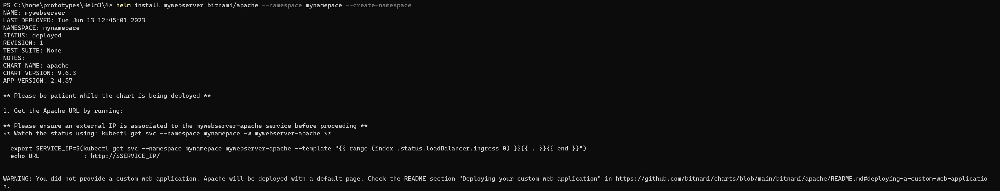 PS C:\home\prototypes\Helm3\4> helm install mywebserver bitnami/apache --namespace mynamepace --create-namespace
NAME: mywebserver
LAST DEPLOYED: Tue Jun 13 12:45:01 2023
NAMESPACE: mynamepace
STATUS: deployed
REVISION: 1
TEST SUITE: None
NOTES:
CHART NAME: apache
CHART VERSION: 9.6.3
APP VERSION: 2.4.57
** Please be patient while the chart is being deployed **
1. Get the Apache URL by running:
** Please ensure an external IP is associated to the mywebserver-apache service before proceeding **
** Watch the status using: kubectl get svc --namespace mynamepace -w mywebserver-apache **
  export SERVICE_IP=$(kubectl get svc --namespace mynamepace mywebserver-apache --template "{{ range (index .status.loadBalancer.ingress 0) }}{{ . }}{{ end }}")
  echo URL            : http://$SERVICE_IP/
WARNING: You did not provide a custom web application. Apache will be deployed with a default page. Check the README section "Deploying your custom web application" in https://github.com/bitnami/charts/blob/main/bitnami/apache/README.md#deploying-a-custom-web-applicatio
n.